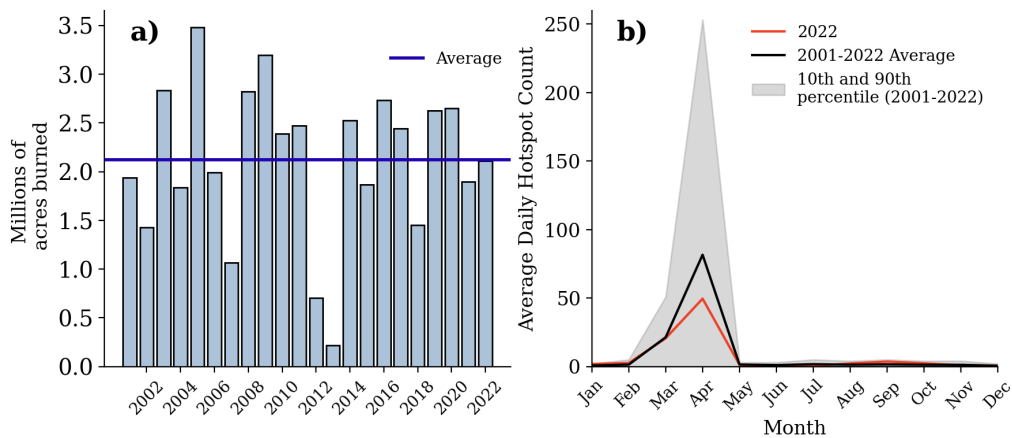 a)
Average
Millions of
acres burned
3.5
3.0
2.5
2.0
1.5
1.0
0.5
0.0
2002
2004
2006
2008
2010
2012
2014
2016
2018
2020
2022
b)
2022
2001-2022 Average
10th and 90th
percentile (2001-2022)
Average Daily Hotspot Count
250
200
150
100
50
0
Jan
Feb
Mar
Apr
May
Jun
Jul
Aug
Sep
Oct
Nov
Dec
Month